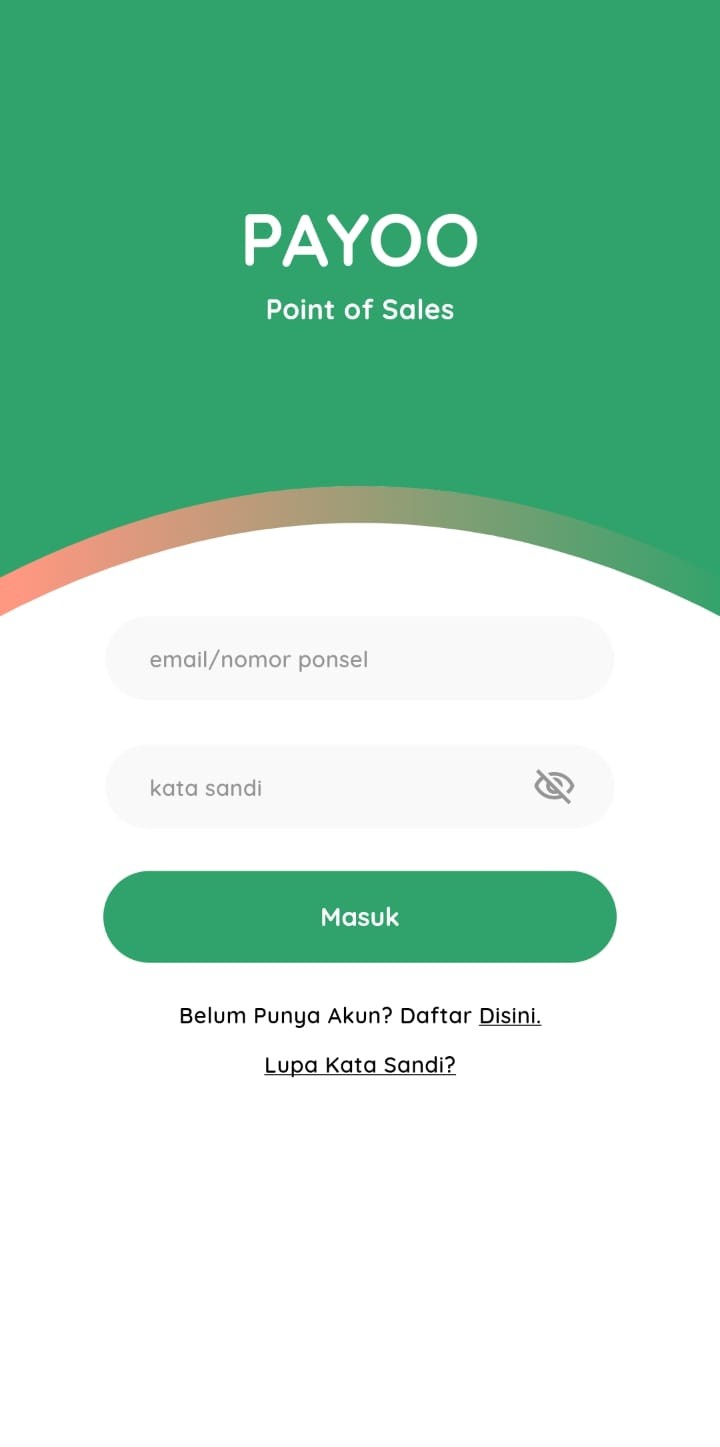 PAYOO
Point of Sales
email/nomor ponsel
kata sandi
Masuk
Belum Punya Akun? Daftar Disini.
Lupa Kata Sandi?